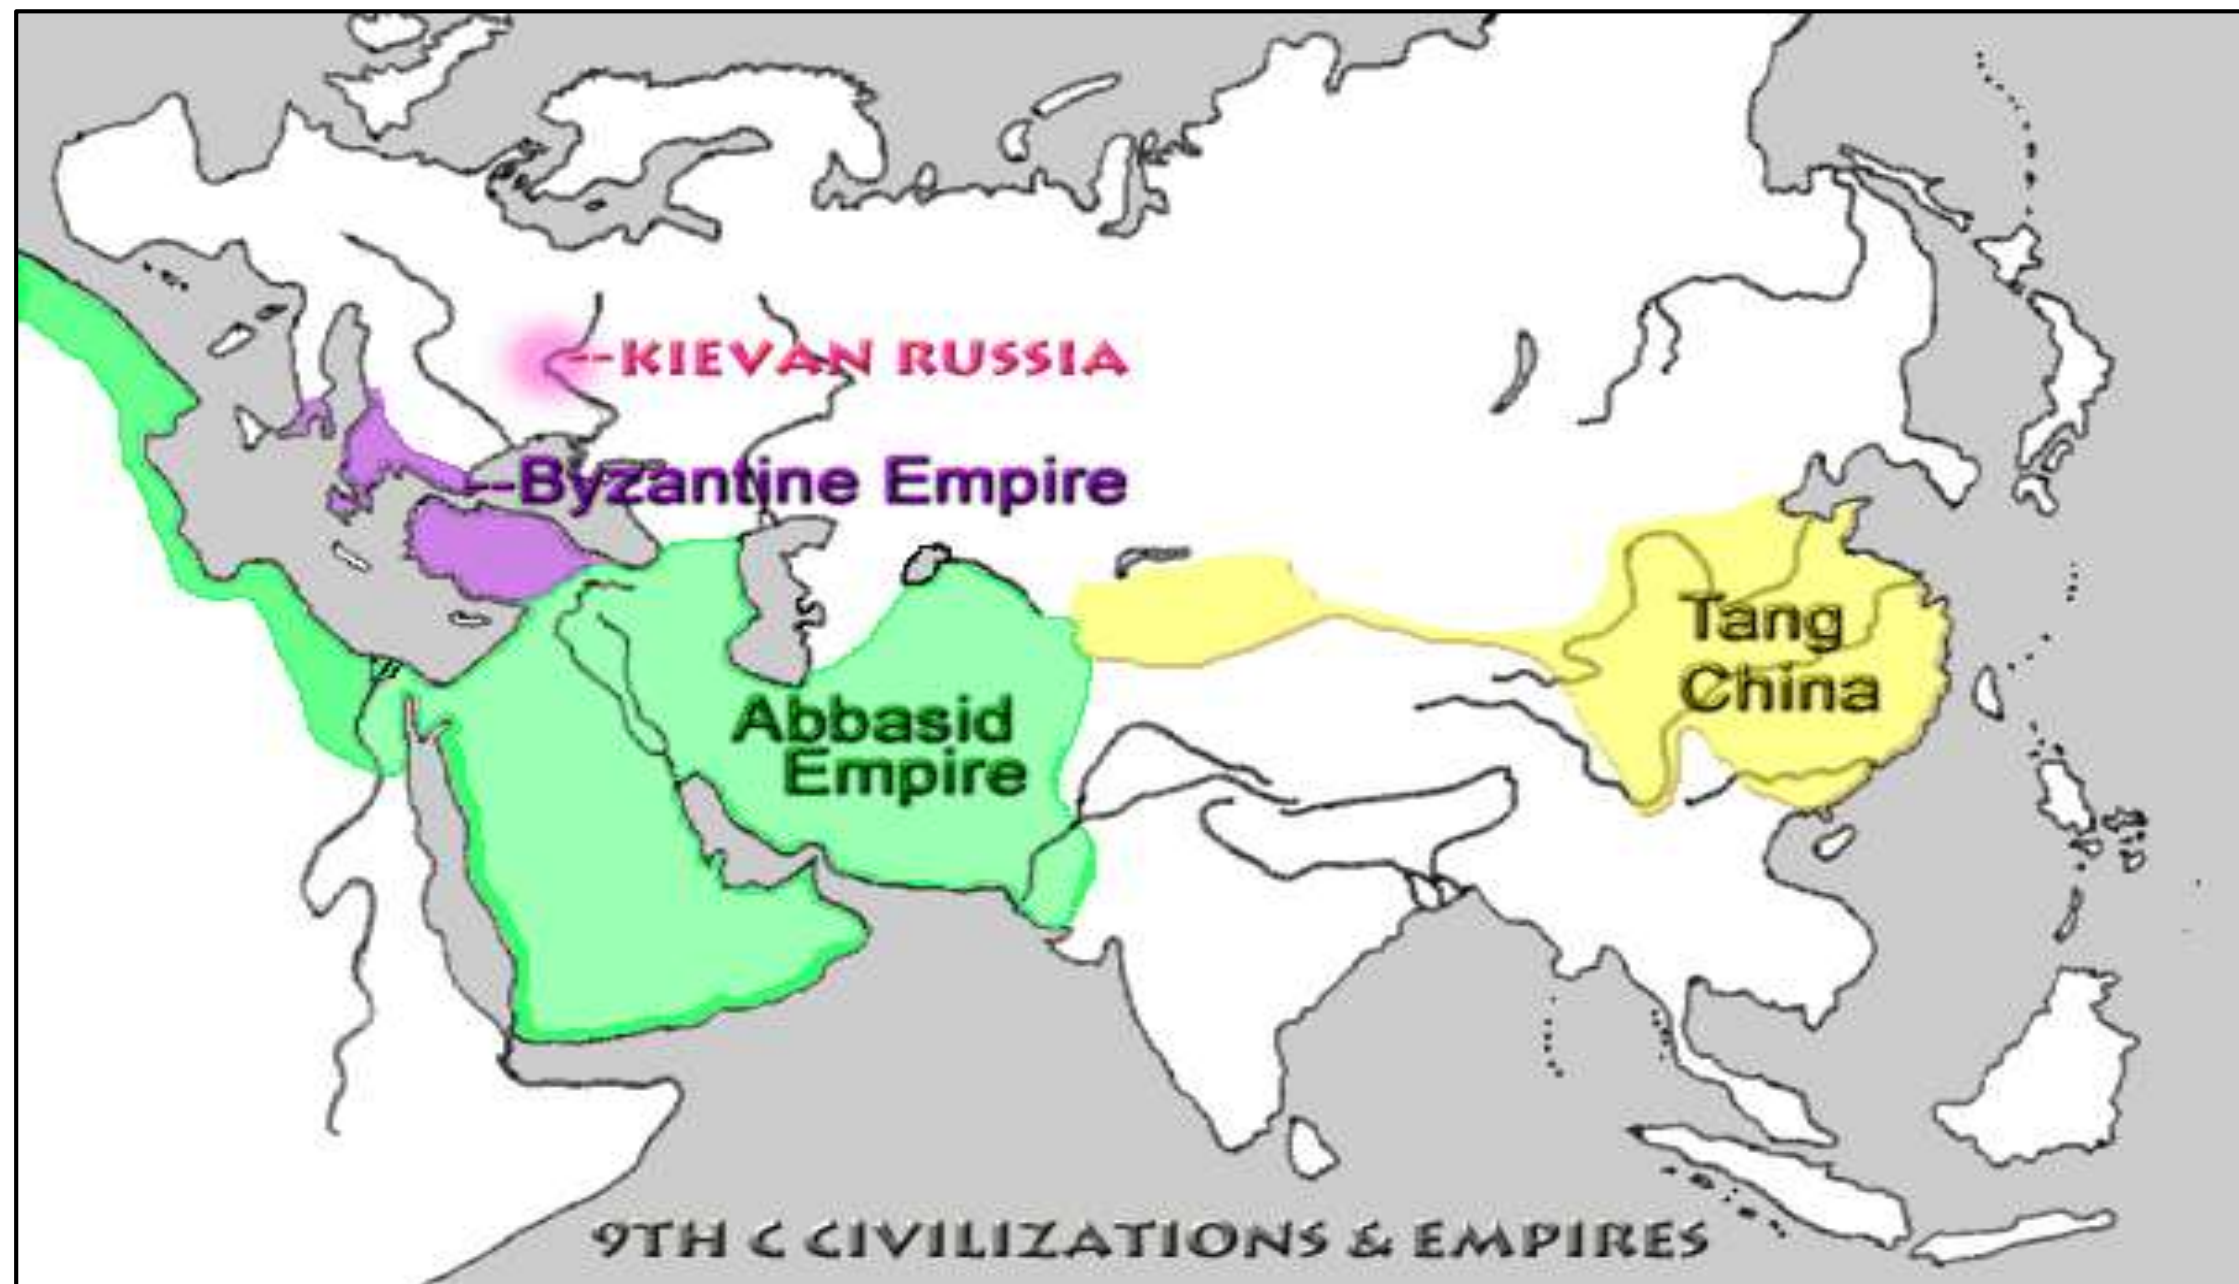 --KIEVAN RUSSIA
--Byzantine Empire
Tang
China
Abbasid
Empire
9TH C CIVILIZATIONS & EMPIRES